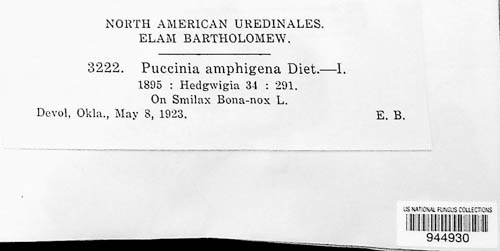 NORTH AMERICAN UREDINALES.
ELAM BARTHOLOMEW.
3222. Puccinia amphigena Diet.—I.
1895 : Hedgwigia 34 : 291.
On Smilax Bona-nox L.
Devol, Okla., May 8, 1923. E. B.
US NATIONAL FUNGUS COLLECTIONS
944930